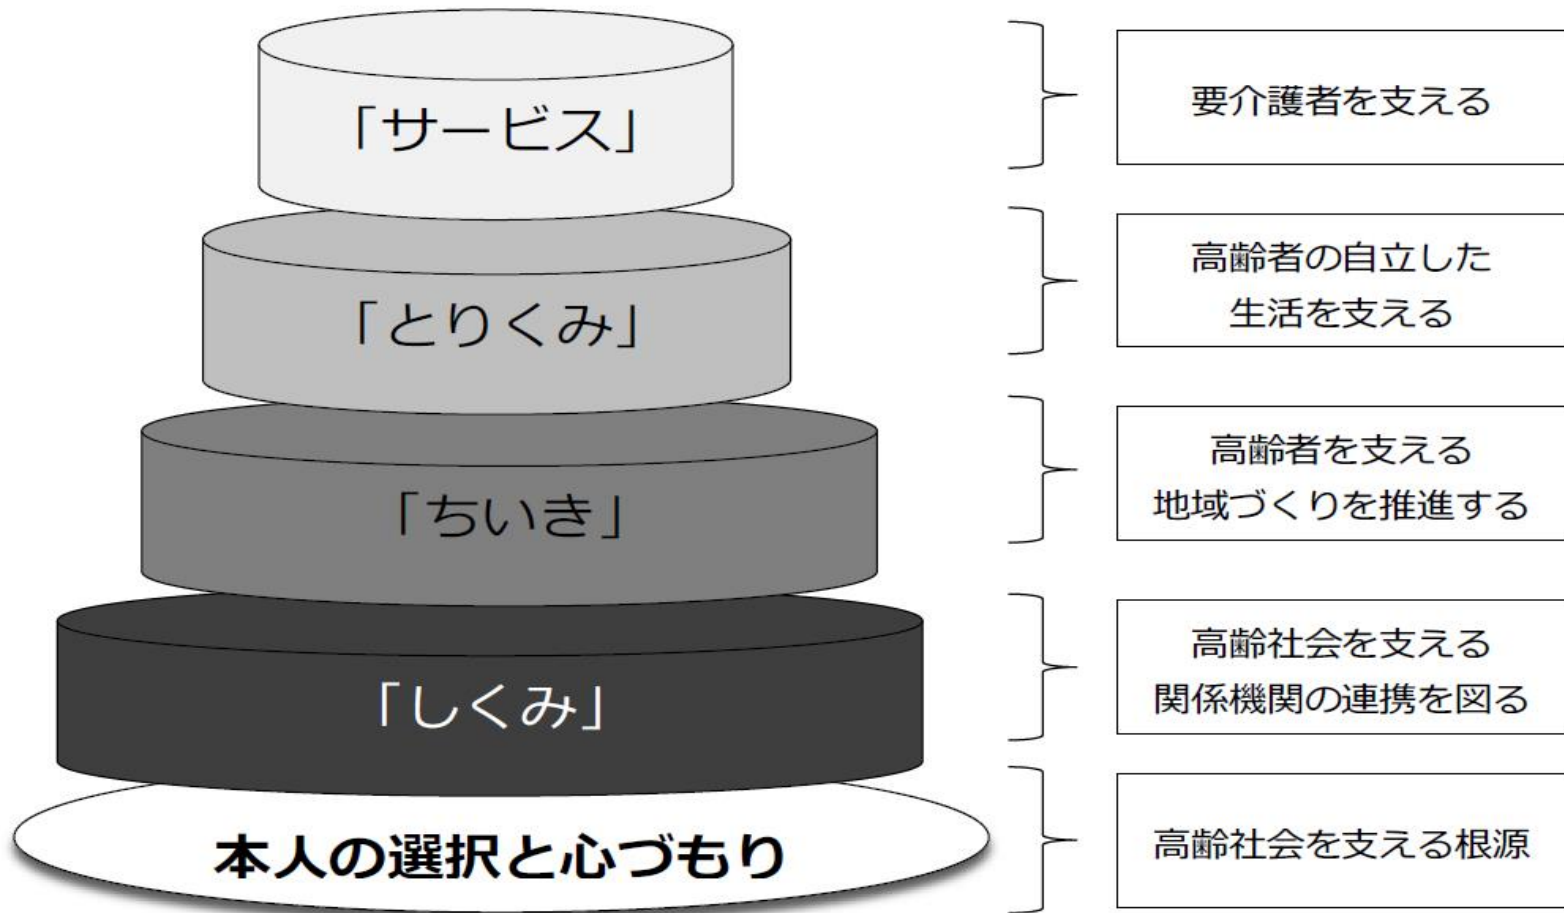 「サービス」
要介護者を支える
「とりくみ」
高齢者の自立した
生活を支える
「ちいき」
高齢者を支える
地域づくりを推進する
「しくみ」
高齢社会を支える
関係機関の連携を図る
本人の選択と心づもり
高齢社会を支える根源